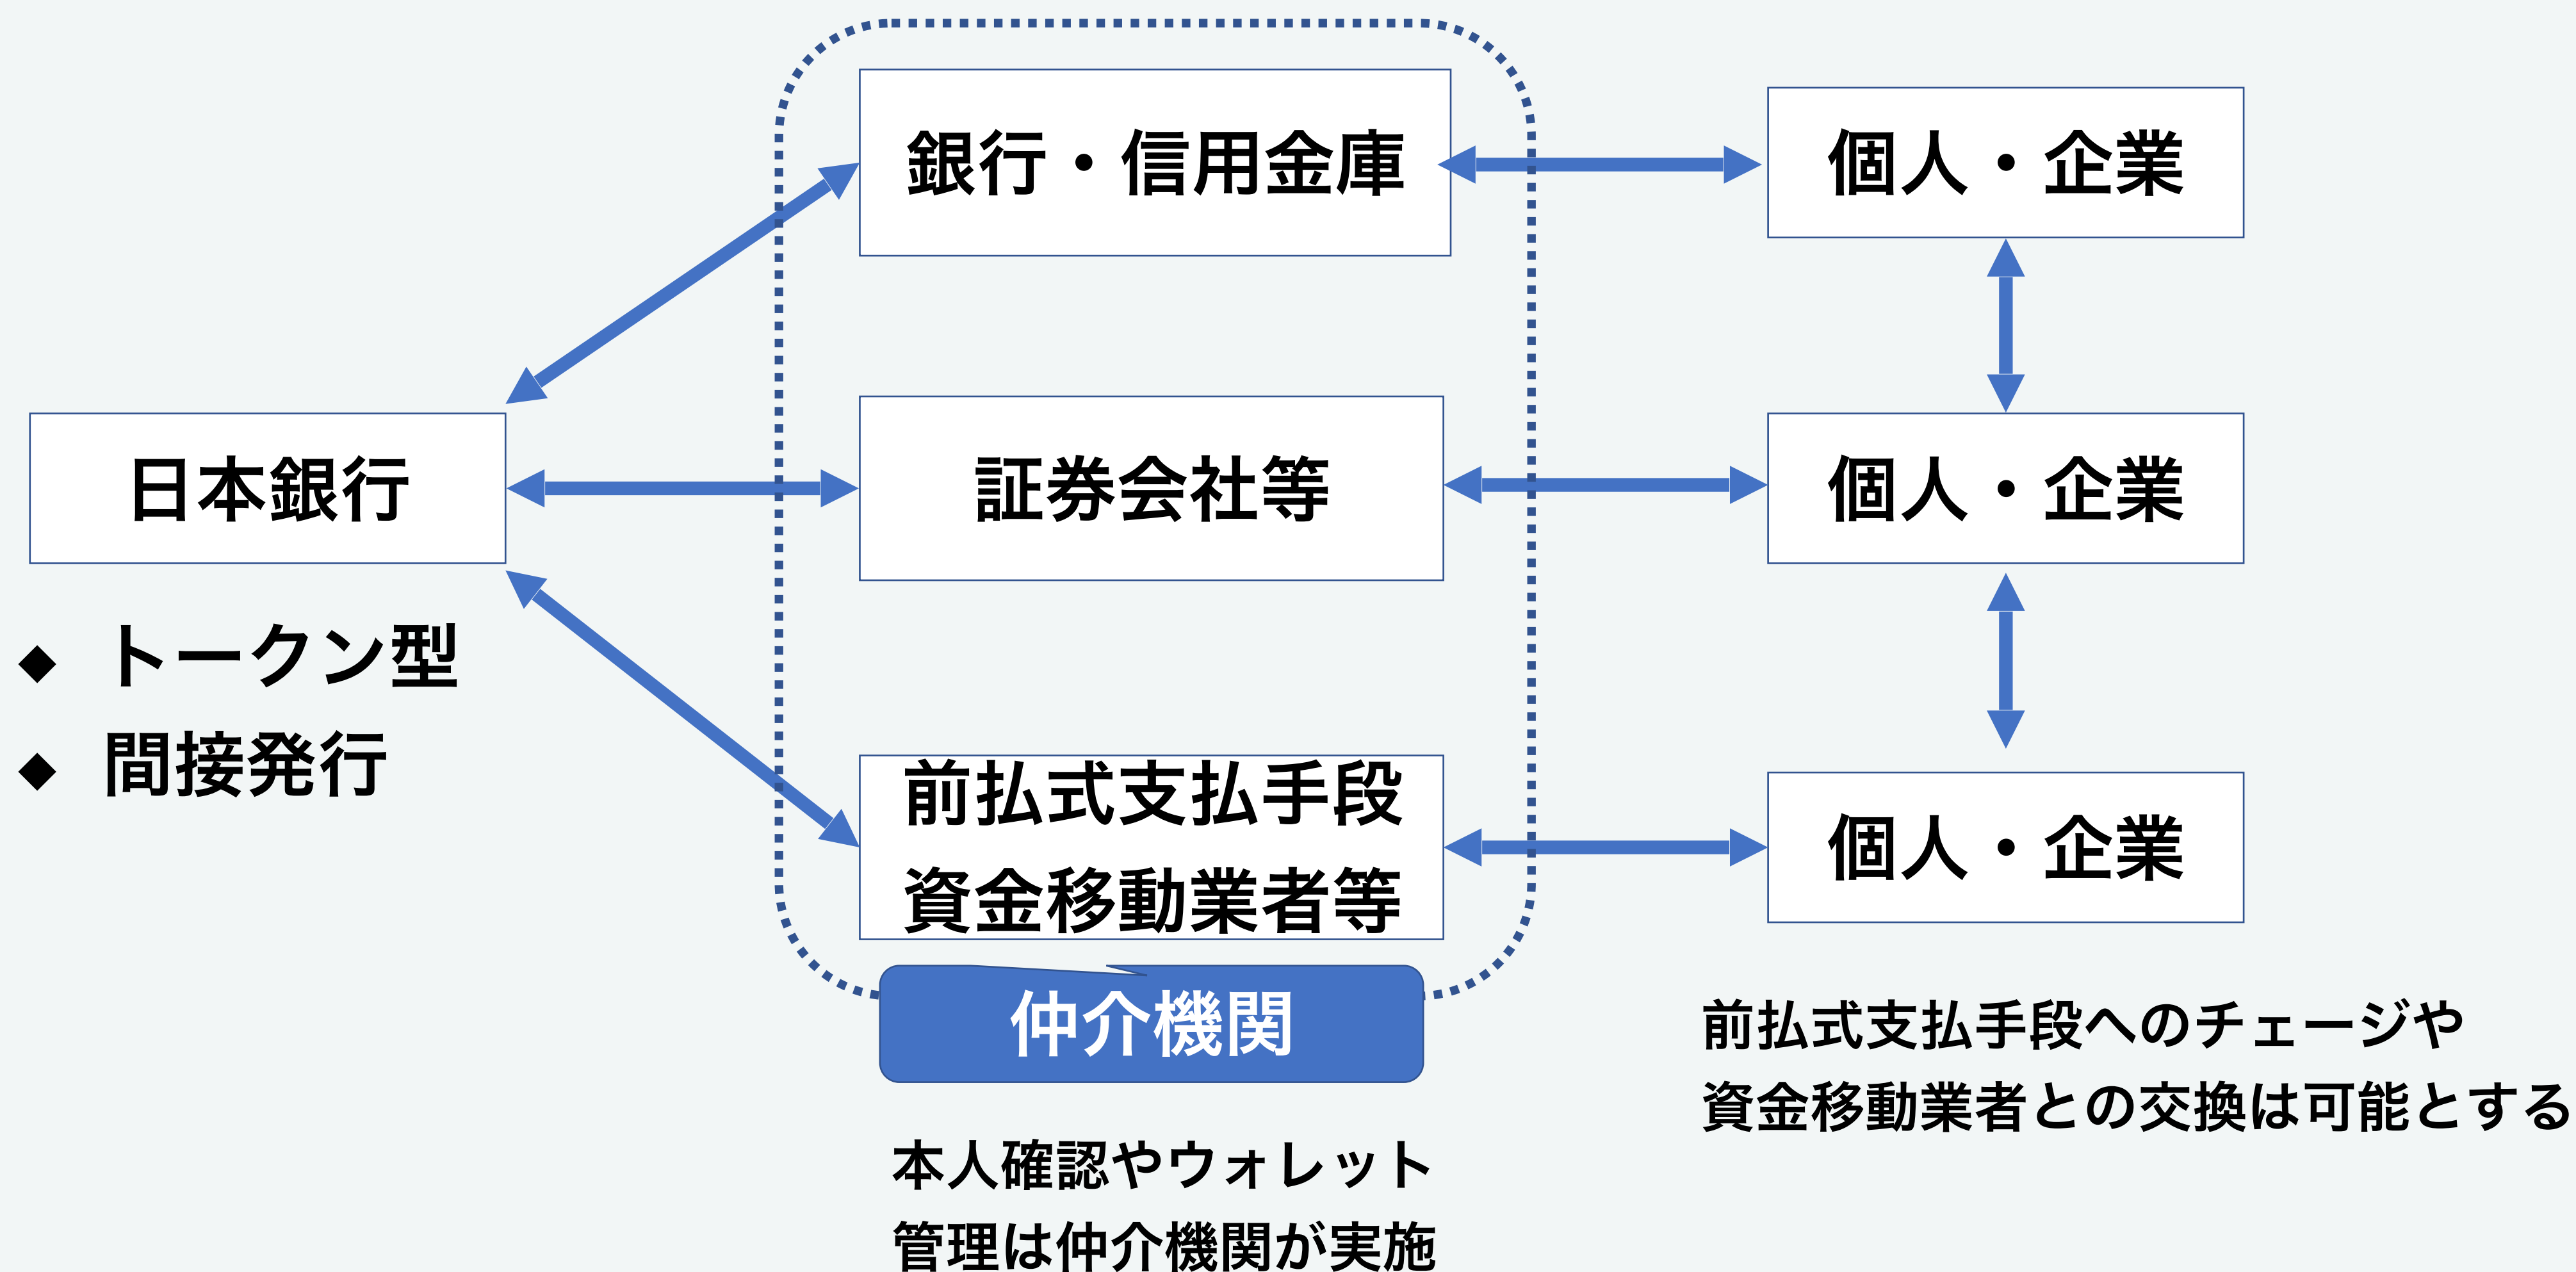 銀行・信用金庫
個人・企業
日本銀行
証券会社等
個人・企業
◆ トークン型
◆ 間接発行
前払式支払手段
資金移動業者等
個人・企業
仲介機関
前払式支払手段へのチェージや
資金移動業者との交換は可能とする
本人確認やウォレット
管理は仲介機関が実施